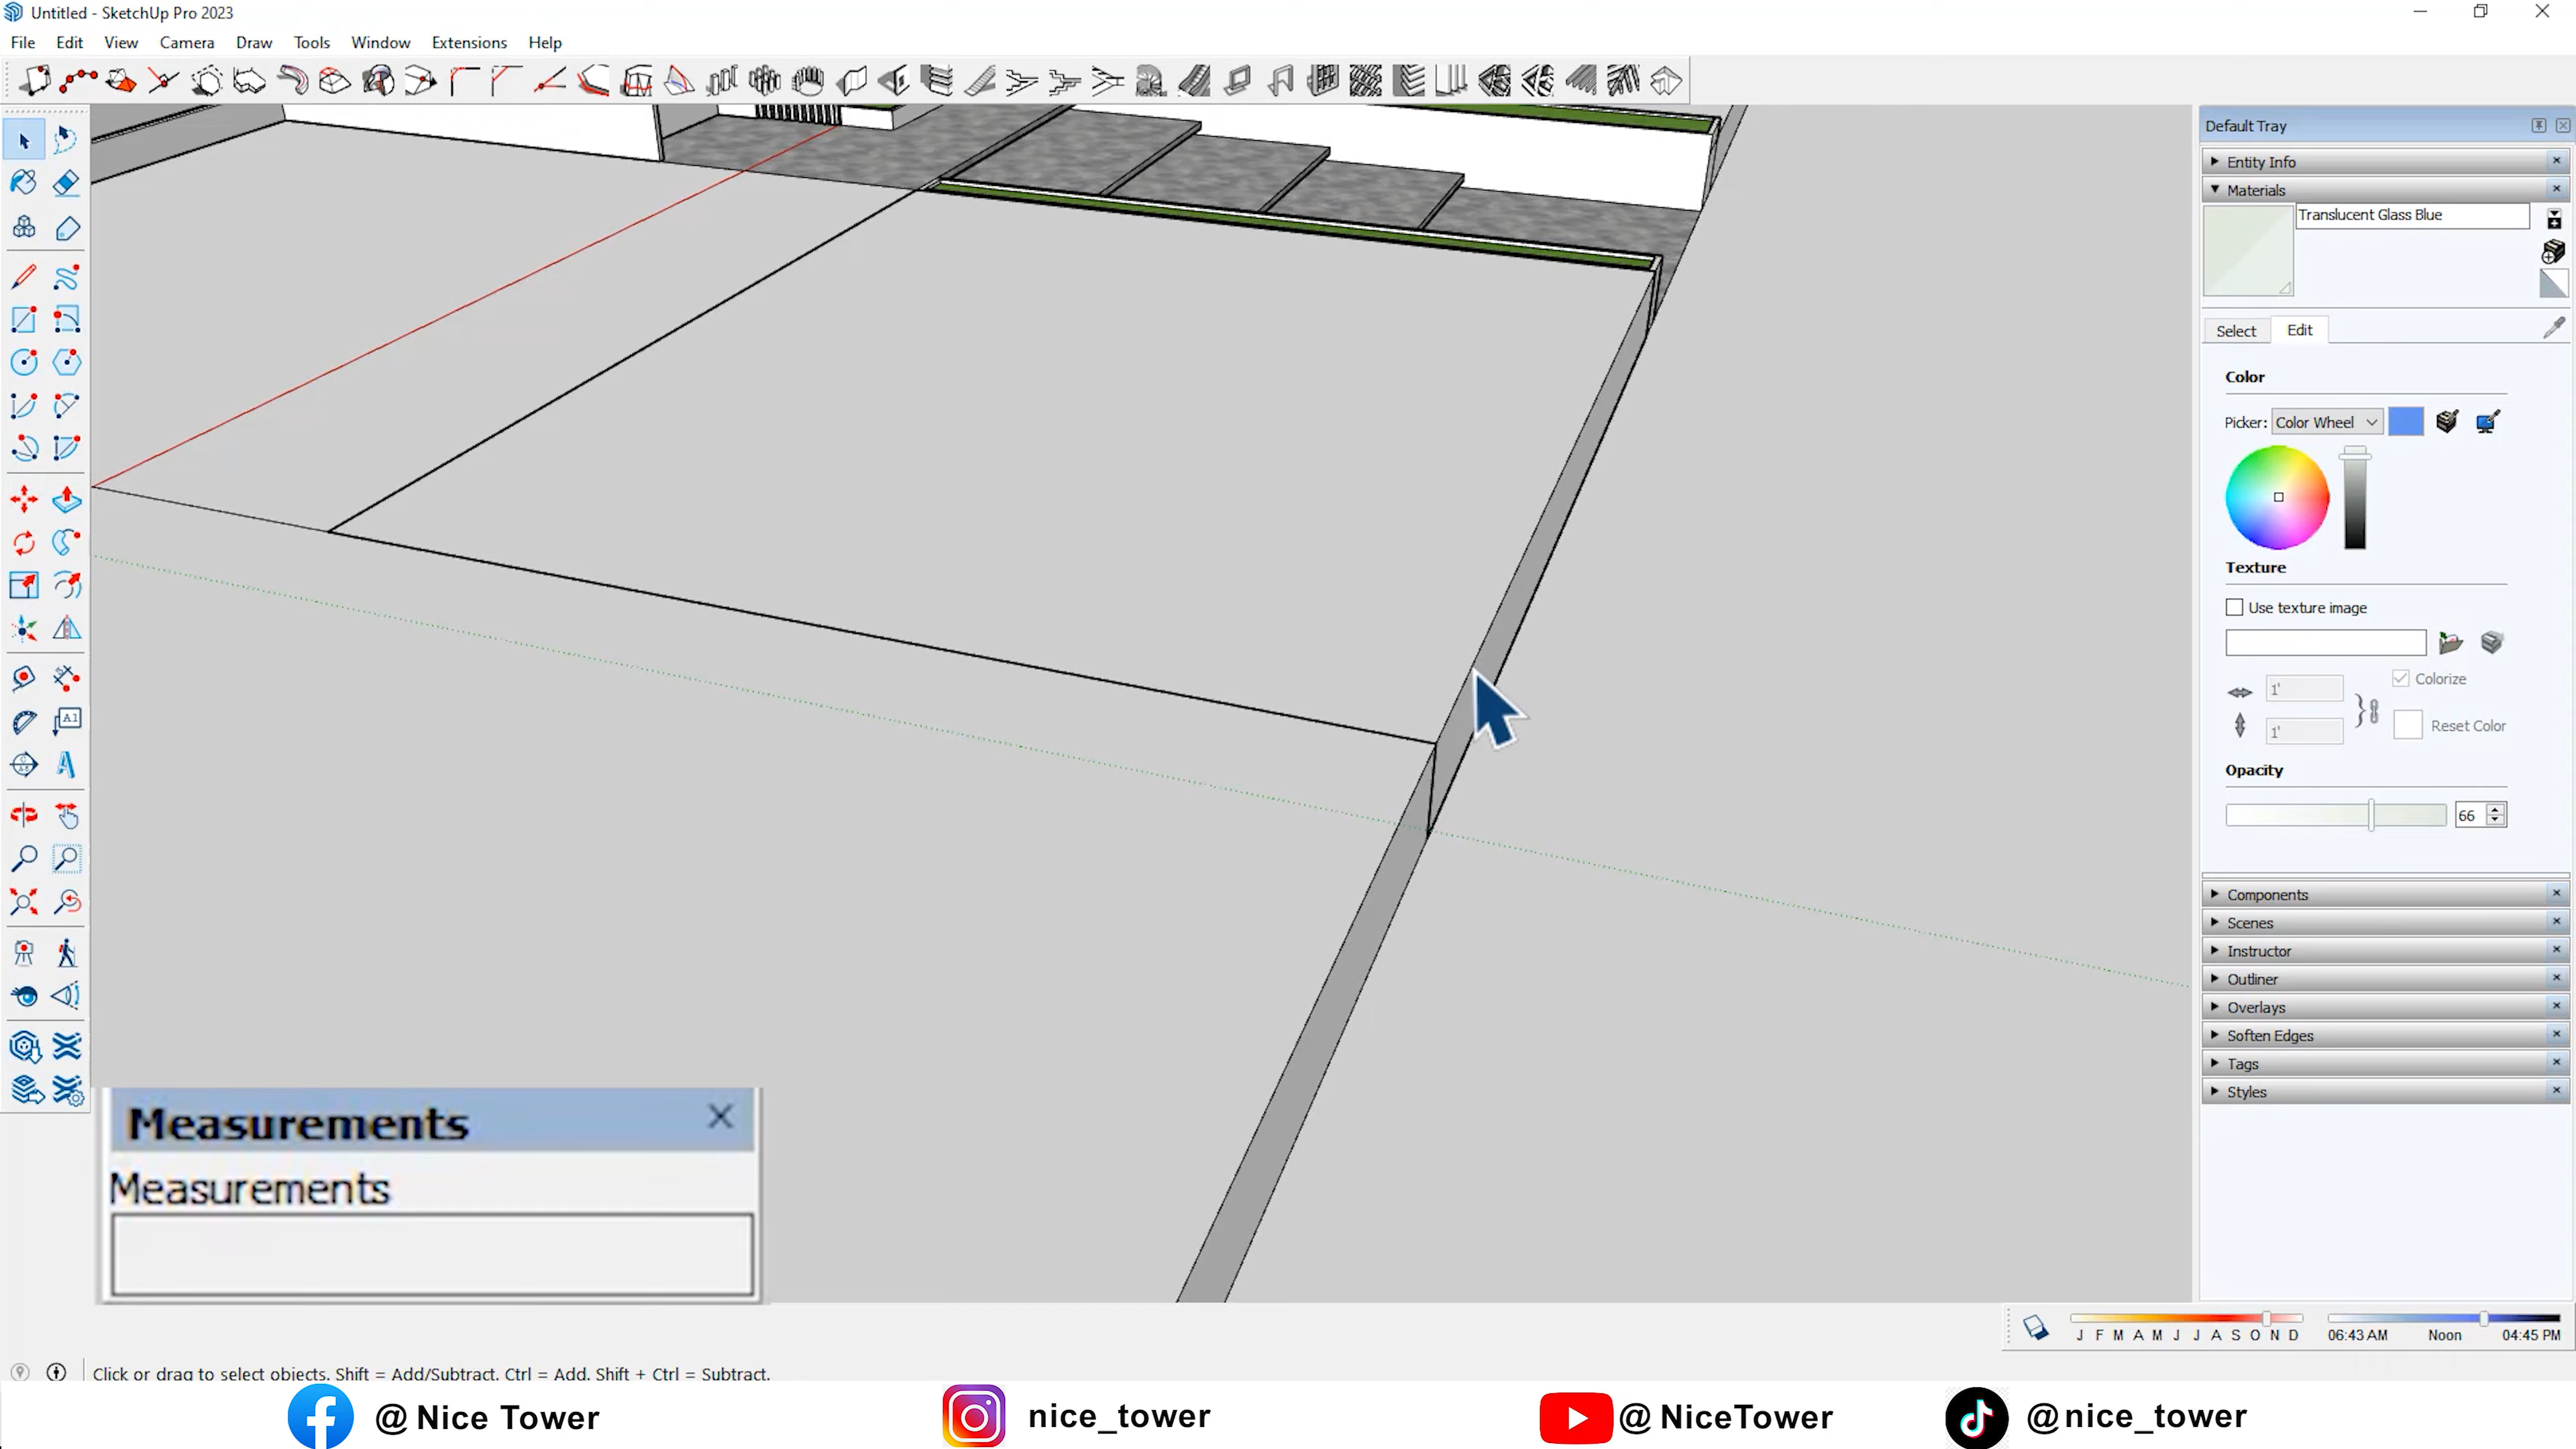 Untitled - SketchUp Pro 2023
File Edit View Camera Draw Tools Window Extensions Help
Default Tray
Entity Info
Materials
Translucent Glass Blue
Select Edit
Color
Picker: Color Wheel
Texture
Use texture image
1' Colorize
1' Reset Color
Opacity
66
Components
Scenes
Instructor
Outliner
Overlays
Soften Edges
Tags
Styles
A1
Measurements
Measurements
J F M A M J J A S O N D 06:43 AM Noon 04:45 PM
Click or drag to select objects. Shift = Add/Subtract. Ctrl = Add. Shift + Ctrl = Subtract.
@ Nice Tower nice_tower @ NiceTower @nice_tower